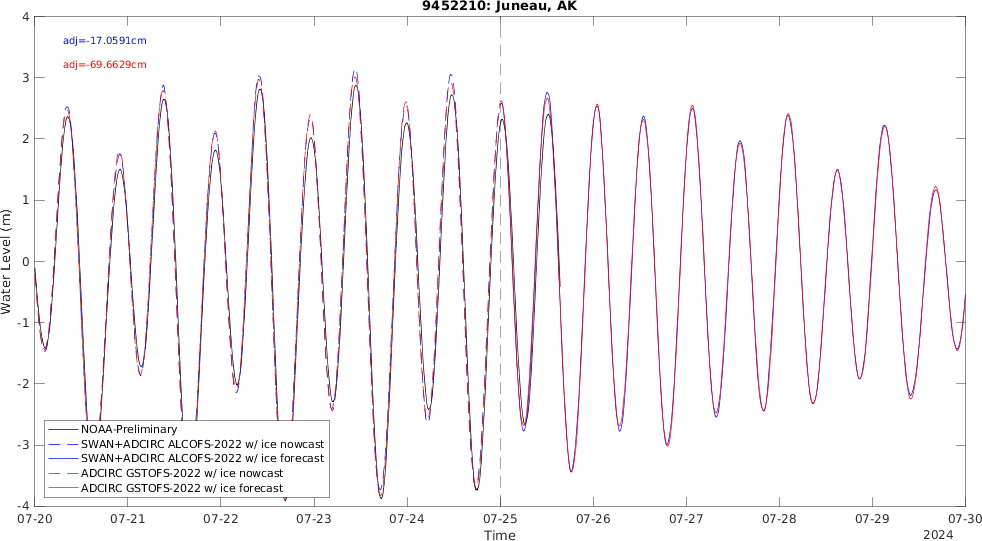 9452210: Juneau, AK
adj=-17.0591cm
adj=-69.6629cm
Water Level (m)
4
3
2
1
0
-1
-2
-3
-4
NOAA-Preliminary
SWAN+ADCIRC ALCOFS-2022 w/ ice nowcast
SWAN+ADCIRC ALCOFS-2022 w/ ice forecast
ADCIRC GSTOFS-2022 w/ ice nowcast
ADCIRC GSTOFS-2022 w/ ice forecast
07-20 07-21 07-22 07-23 07-24 07-25 07-26 07-27 07-28 07-29 07-30
Time
2024